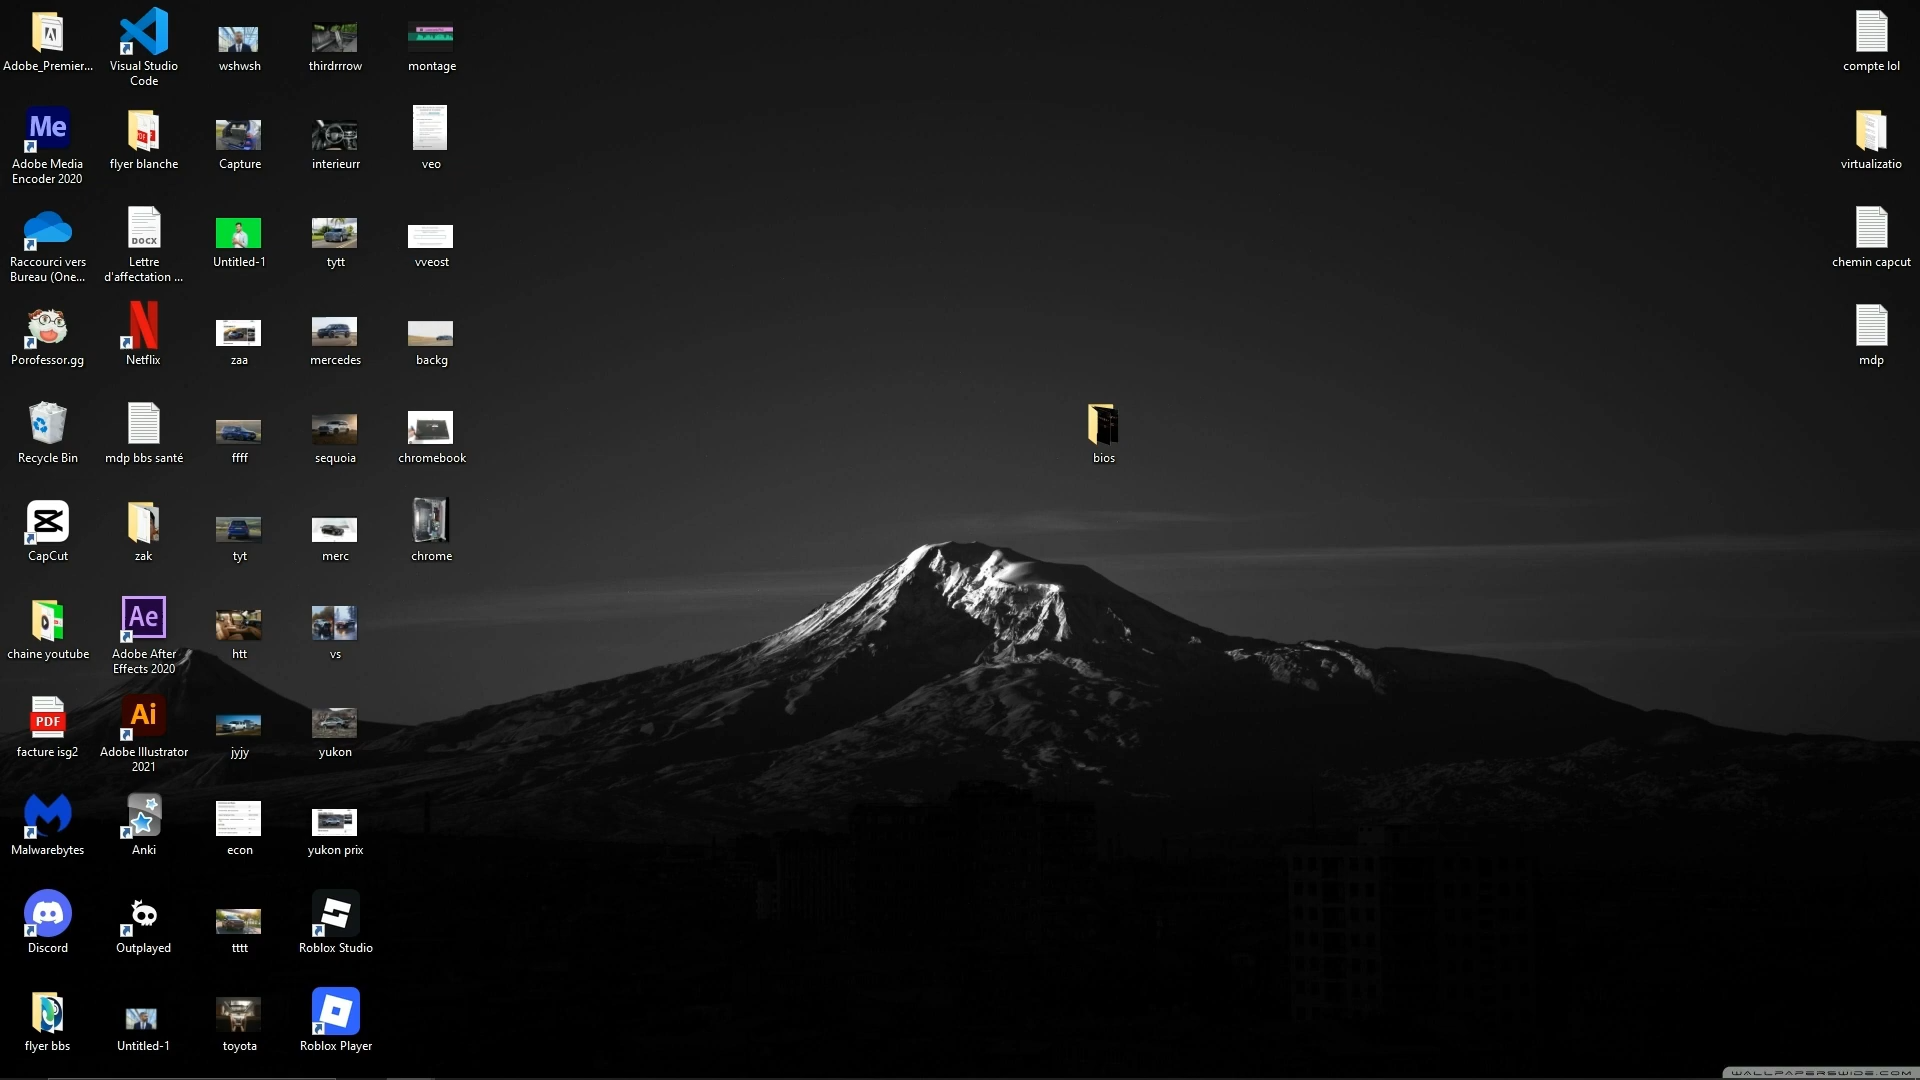 Adobe_Premier...
Visual Studio
Code
wshwsh
thirdrrrow
montage
compte lol
Me
Adobe Media
Encoder 2020
flyer blanche
Capture
interieurr
veo
virtualizatio
Raccourci vers
Bureau (One...
DOCX
Lettre
d'affectation ...
Untitled-1
tytt
vveost
chemin capcut
Porofessor.gg
Netflix
zaa
mercedes
backg
mdp
Recycle Bin
mdp bbs santé
ffff
sequoia
chromebook
bios
CapCut
zak
tyt
merc
chrome
chaine youtube
Ae
Adobe After
Effects 2020
htt
vs
PDF
facture isg2
Ai
Adobe Illustrator
2021
jyjy
yukon
Malwarebytes
Anki
econ
yukon prix
Discord
Outplayed
tttt
Roblox Studio
flyer bbs
Untitled-1
toyota
Roblox Player
WALLPAPERSWIDE.COM